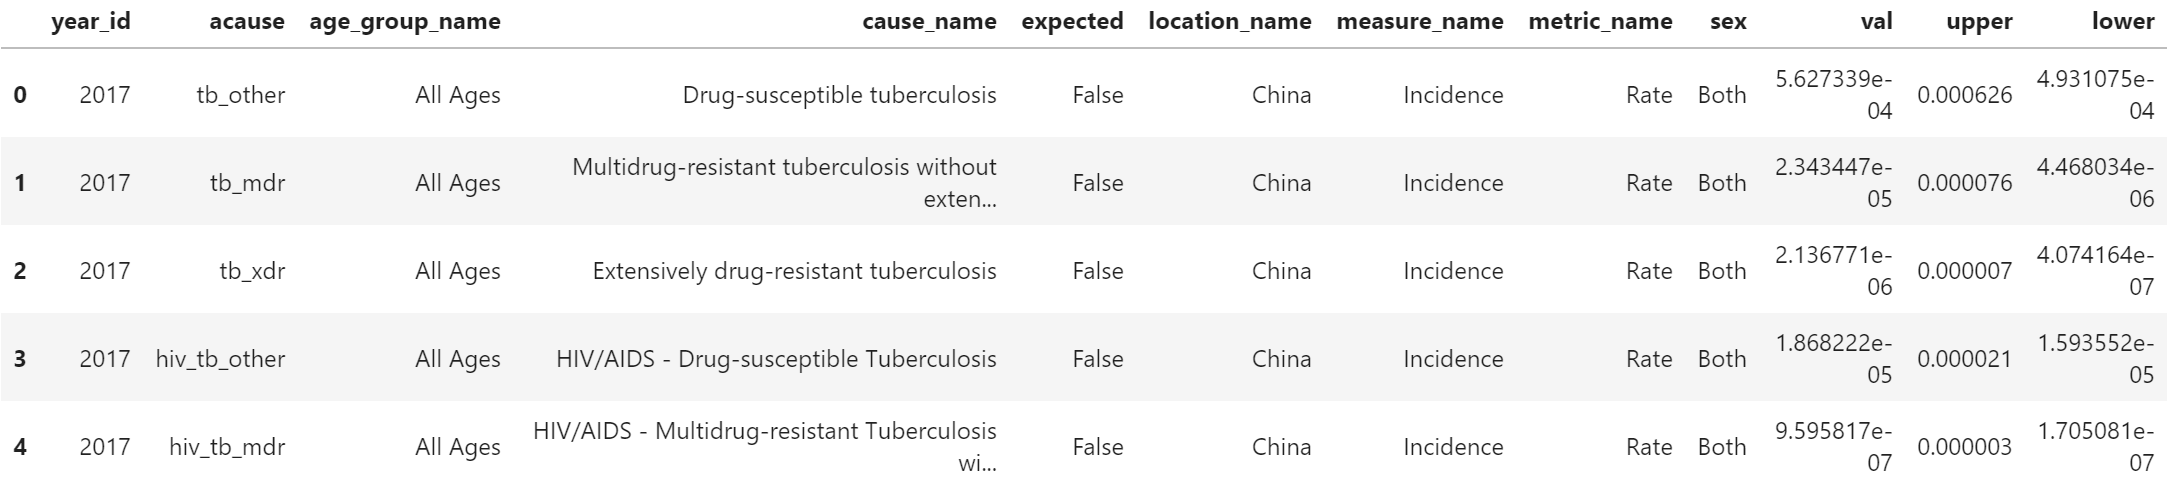 year_id acause age_group_name cause_name expected location_name measure_name metric_name sex val upper lower
0 2017 tb_other All Ages Drug-susceptible tuberculosis False China Incidence Rate Both 5.627339e-04 0.000626 4.931075e-04
1 2017 tb_mdr All Ages Multidrug-resistant tuberculosis without exten... False China Incidence Rate Both 2.343447e-05 0.000076 4.468034e-06
2 2017 tb_xdr All Ages Extensively drug-resistant tuberculosis False China Incidence Rate Both 2.136771e-06 0.000007 4.074164e-07
3 2017 hiv_tb_other All Ages HIV/AIDS - Drug-susceptible Tuberculosis False China Incidence Rate Both 1.868222e-05 0.000021 1.593552e-05
4 2017 hiv_tb_mdr All Ages HIV/AIDS - Multidrug-resistant Tuberculosis wi... False China Incidence Rate Both 9.595817e-07 0.000003 1.705081e-07